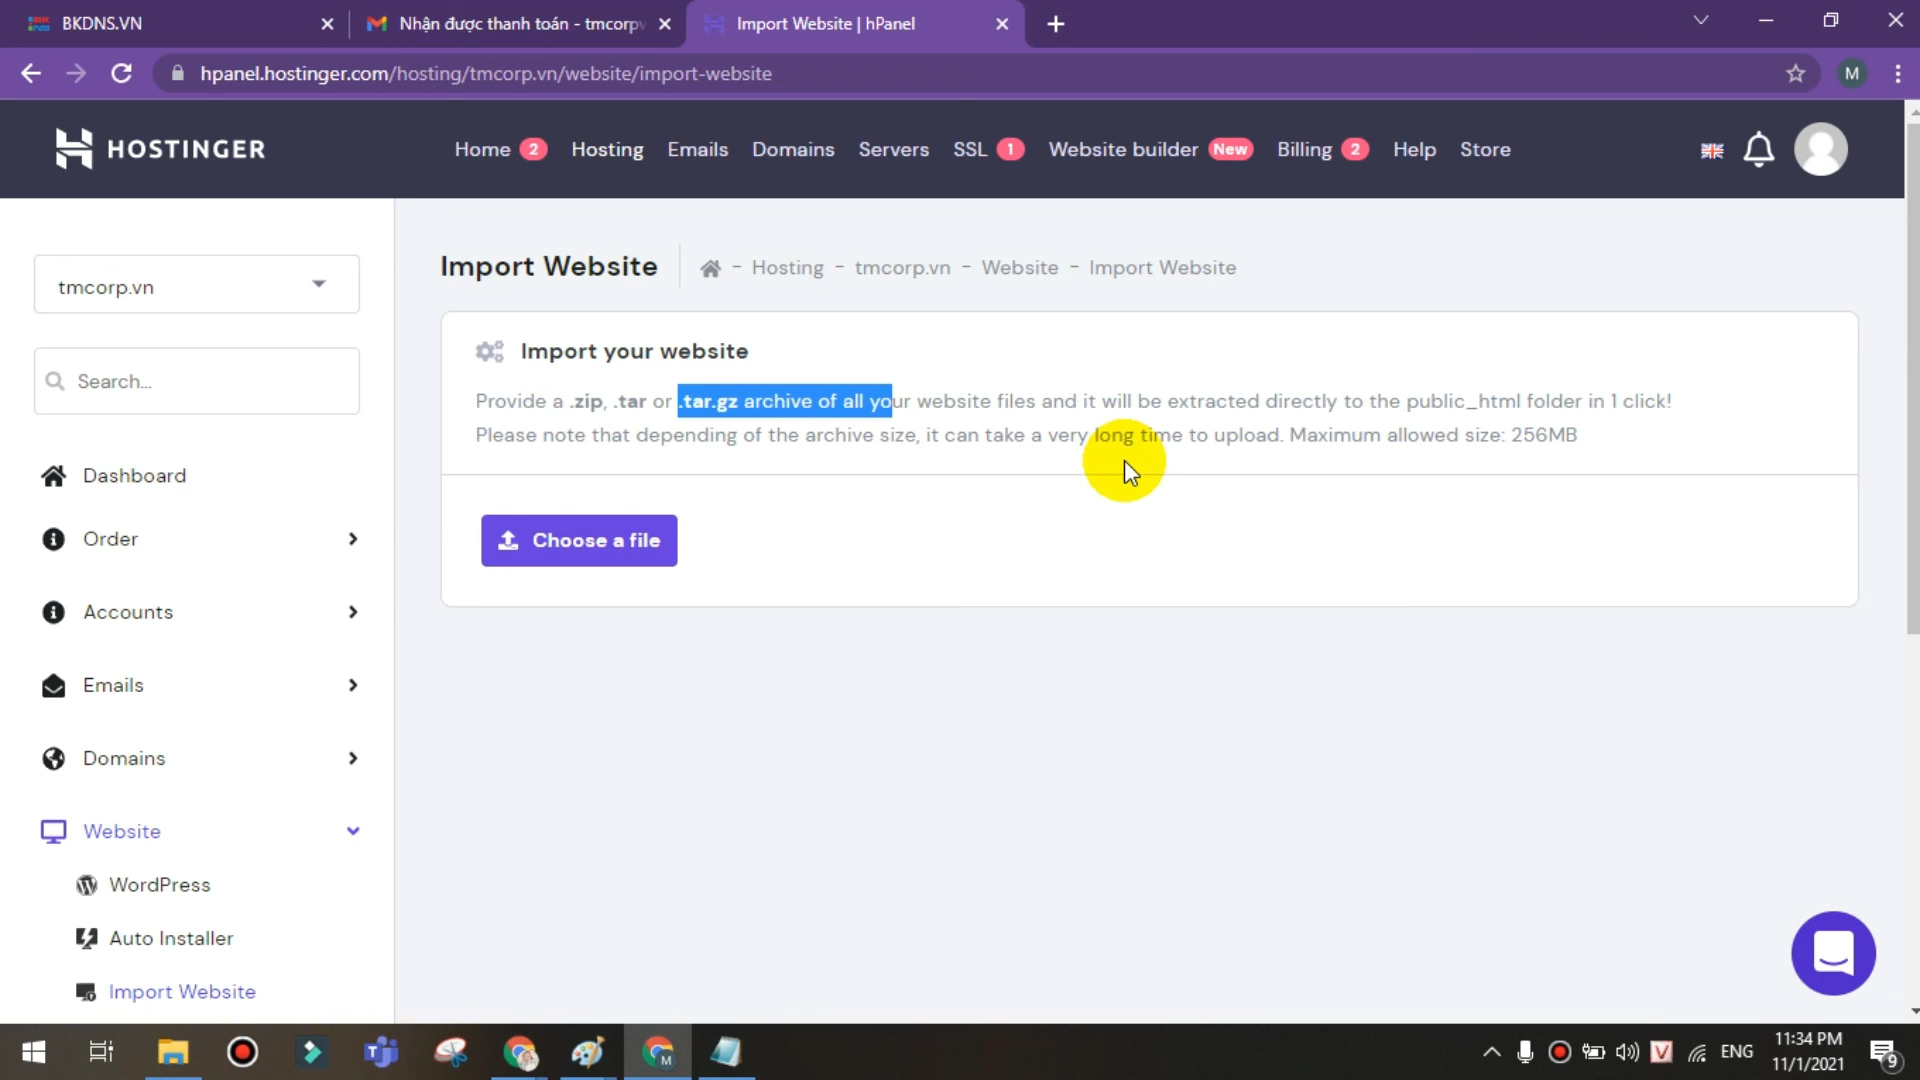 BKDNS.VN
Nhận được thanh toán - tmcorpv
Import Website | hPanel
hpanel.hostinger.com/hosting/tmcorp.vn/website/import-website
M
HOSTINGER
Home 2
Hosting
Emails
Domains
Servers
SSL 1
Website builder New
Billing 2
Help
Store
tmcorp.vn
Search...
Dashboard
Order
Accounts
Emails
Domains
Website
WordPress
Auto Installer
Import Website
Import Website
- Hosting - tmcorp.vn - Website - Import Website
Import your website
Provide a .zip, .tar or .tar.gz archive of all your website files and it will be extracted directly to the public_html folder in 1 click!
Please note that depending of the archive size, it can take a very long time to upload. Maximum allowed size: 256MB
Choose a file
ENG
11:34 PM
11/1/2021
9